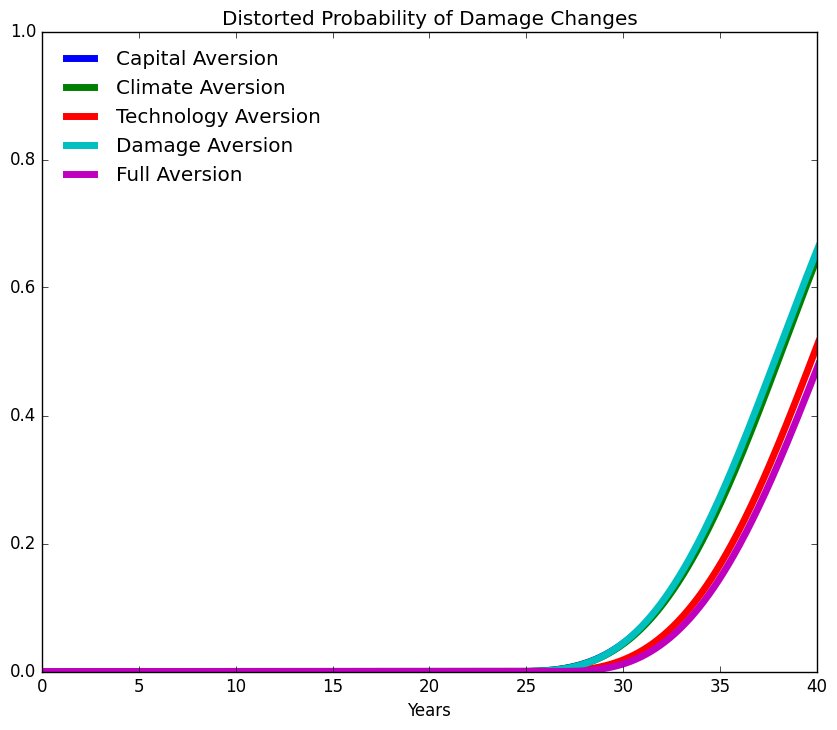 Distorted Probability of Damage Changes
1.0
Capital Aversion
Climate Aversion
Technology Aversion
Damage Aversion
Full Aversion
0.8
0.6
0.4
0.2
0.0
0 5 10 15 20 25 30 35 40
Years